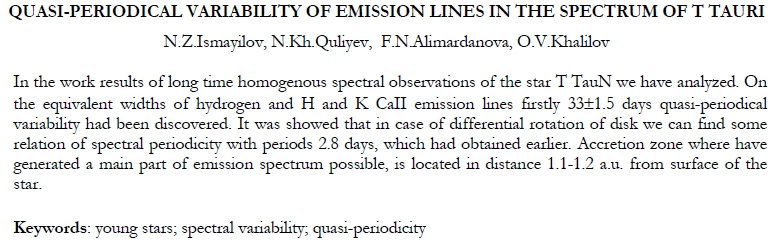 QUASI-PERIODICAL VARIABILITY OF EMISSION LINES IN THE SPECTRUM OF T TAURI
N.Z.Ismayilov, N.Kh.Quliyev, F.N.Alimardanova, O.V.Khalilov
In the work results of long time homogenous spectral observations of the star T TauN we have analyzed. On
the equivalent widths of hydrogen and H and K CaII emission lines firstly 33±1.5 days quasi-periodical
variability had been discovered. It was showed that in case of differential rotation of disk we can find some
relation of spectral periodicity with periods 2.8 days, which had obtained earlier. Accretion zone where have
generated a main part of emission spectrum possible, is located in distance 1.1-1.2 a.u. from surface of the
star.
Keywords: young stars; spectral variability; quasi-periodicity